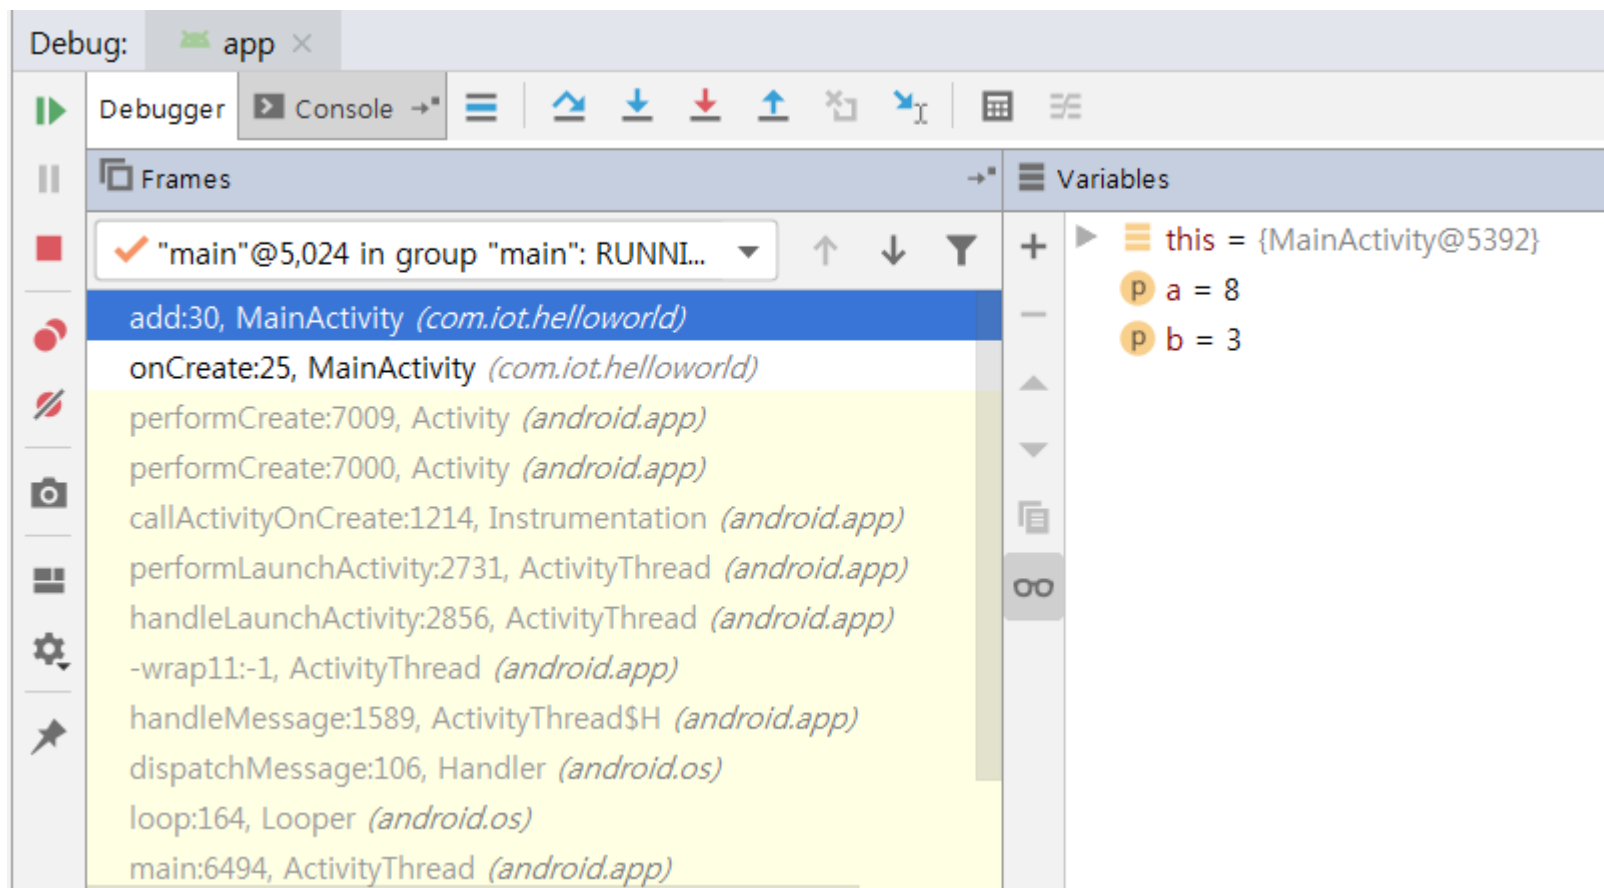 Debug: app
Debugger Console
Frames
Variables
"main"@5,024 in group "main": RUNNI...
add:30, MainActivity (com.iot.helloworld)
onCreate:25, MainActivity (com.iot.helloworld)
performCreate:7009, Activity (android.app)
performCreate:7000, Activity (android.app)
callActivityOnCreate:1214, Instrumentation (android.app)
performLaunchActivity:2731, ActivityThread (android.app)
handleLaunchActivity:2856, ActivityThread (android.app)
-wrap11:-1, ActivityThread (android.app)
handleMessage:1589, ActivityThread$H (android.app)
dispatchMessage:106, Handler (android.os)
loop:164, Looper (android.os)
main:6494, ActivityThread (android.app)
this = {MainActivity@5392}
p a = 8
p b = 3